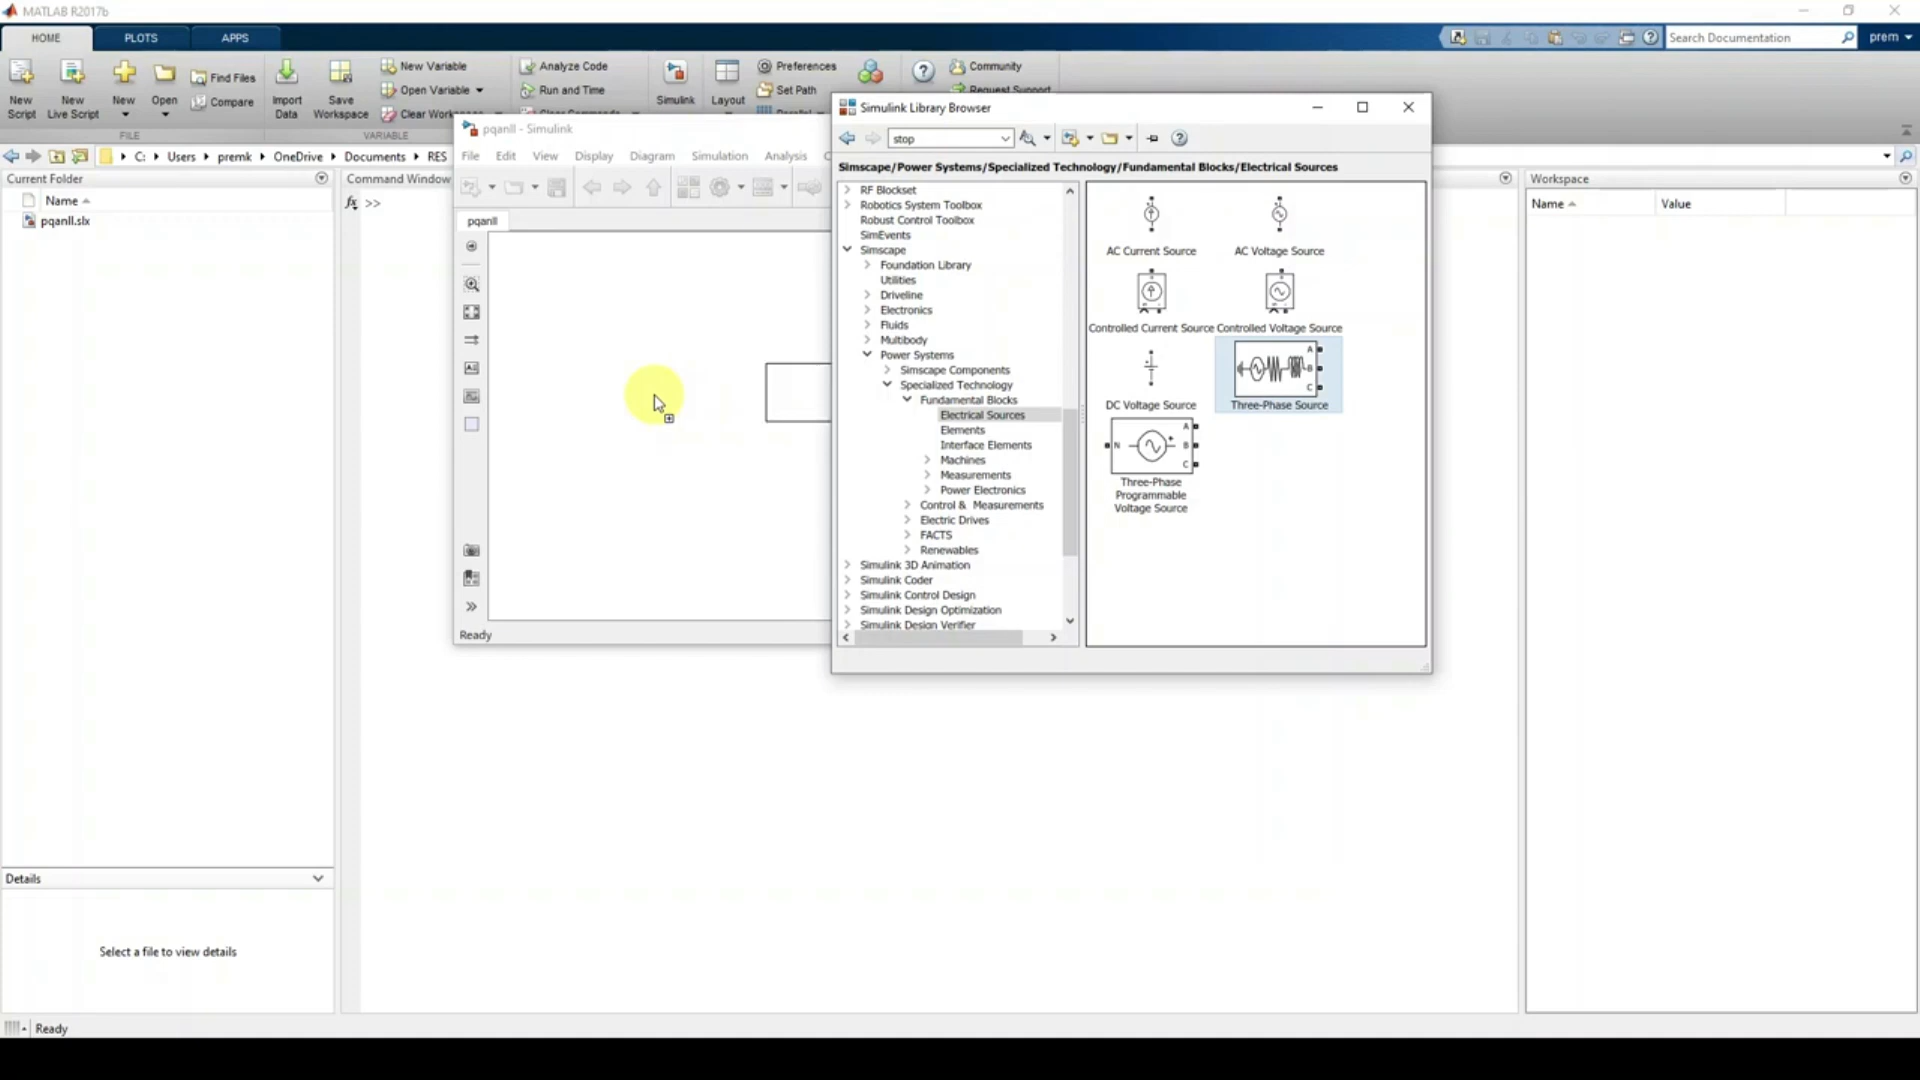 MATLAB R2017b
HOME PLOTS APPS
Search Documentation
prem
New Script
New Live Script
New
Open
Find Files
Compare
FILE
Import Data
Save Workspace
New Variable
Open Variable
Clear Work
VARIABLE
Analyze Code
Run and Time
Simulink
Layout
Preferences
Set Path
Community
Request Support
C: Users premk OneDrive Documents RES
Current Folder
Name
pqanll.slx
Details
Select a file to view details
Ready
Command Window
fx >>
pqanll - Simulink
File Edit View Display Diagram Simulation Analysis C
pqanll
Ready
Simulink Library Browser
stop
Simscape/Power Systems/Specialized Technology/Fundamental Blocks/Electrical Sources
RF Blockset
Robotics System Toolbox
Robust Control Toolbox
SimEvents
Simscape
Foundation Library
Utilities
Driveline
Electronics
Fluids
Multibody
Power Systems
Simscape Components
Specialized Technology
Fundamental Blocks
Electrical Sources
Elements
Interface Elements
Machines
Measurements
Power Electronics
Control & Measurements
Electric Drives
FACTS
Renewables
Simulink 3D Animation
Simulink Coder
Simulink Control Design
Simulink Design Optimization
Simulink Design Verifier
AC Current Source
AC Voltage Source
Controlled Current Source
Controlled Voltage Source
DC Voltage Source
A
B
C
Three-Phase Source
N
A
B
C
Three-Phase
Programmable
Voltage Source
Workspace
Name Value